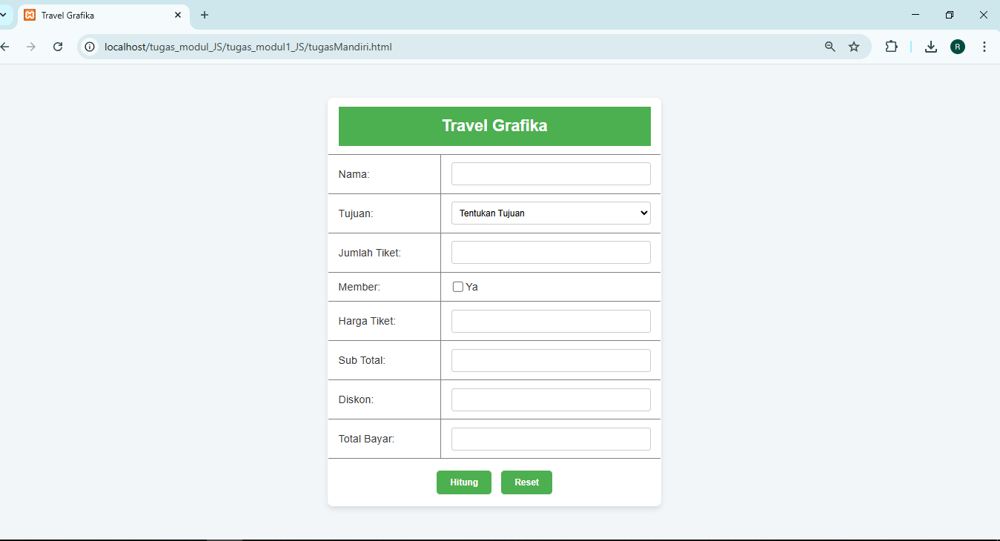 Travel Grafika
localhost/tugas_modul_JS/tugas_modul1_JS/tugasMandiri.html
R
Travel Grafika
Nama:
Tujuan: Tentukan Tujuan
Jumlah Tiket:
Member: Ya
Harga Tiket:
Sub Total:
Diskon:
Total Bayar:
Hitung Reset